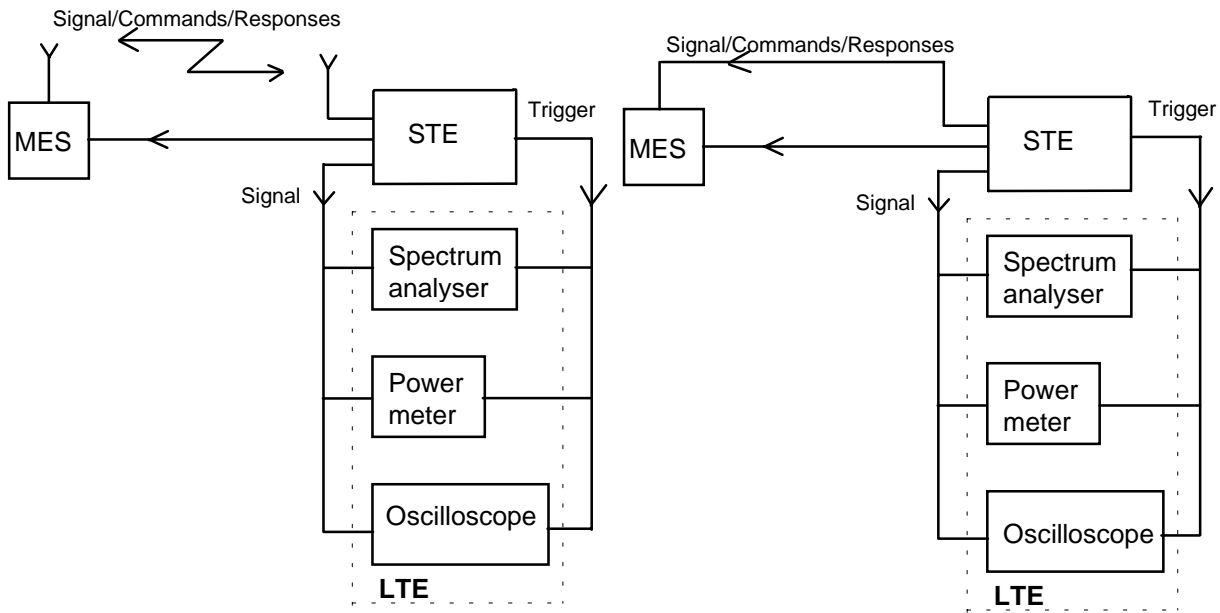 Signal/Commands/Responses
MES
STE
Trigger
Signal
Spectrum
analyser
Power
meter
Oscilloscope
LTE
Signal/Commands/Responses
MES
STE
Trigger
Signal
Spectrum
analyser
Power
meter
Oscilloscope
LTE